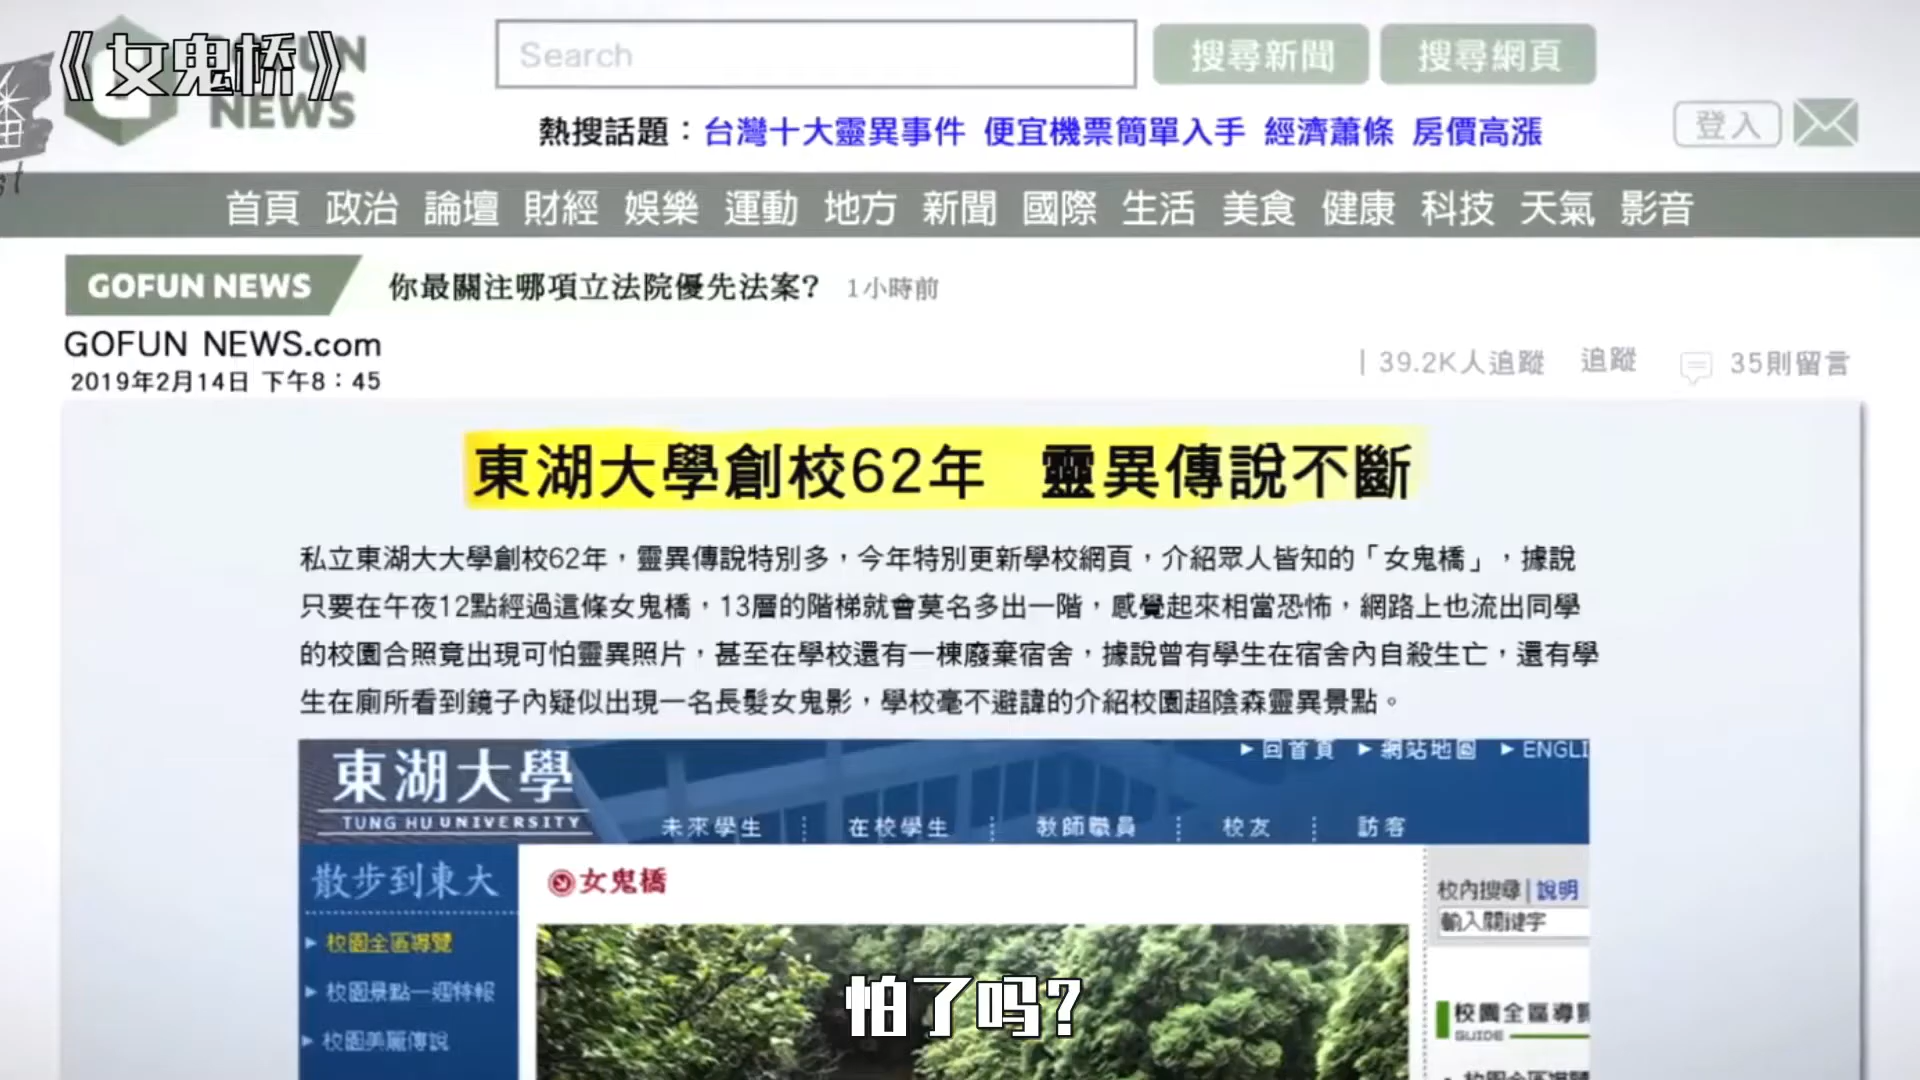 《女鬼桥》
UN
NEWS
Search
搜尋新聞
搜尋網頁
熱搜話題：台灣十大靈異事件 便宜機票簡單入手 經濟蕭條 房價高漲
登入
首頁 政治 論壇 財經 娛樂 運動 地方 新聞 國際 生活 美食 健康 科技 天氣 影音
GOFUN NEWS
你最關注哪項立法院優先法案? 1小時前
GOFUN NEWS.com
2019年2月14日 下午8：45
| 39.2K人追蹤 追蹤 35則留言
東湖大學創校62年 靈異傳說不斷
私立東湖大大學創校62年，靈異傳說特別多，今年特別更新學校網頁，介紹眾人皆知的「女鬼橋」，據說
只要在午夜12點經過這條女鬼橋，13層的階梯就會莫名多出一階，感覺起來相當恐怖，網路上也流出同學
的校園合照竟出現可怕靈異照片，甚至在學校還有一棟廢棄宿舍，據說曾有學生在宿舍內自殺生亡，還有學
生在廁所看到鏡子內疑似出現一名長髮女鬼影，學校毫不避諱的介紹校園超陰森靈異景點。
東湖大學
TUNG HU UNIVERSITY
回首頁 網站地圖 ENGLI
未來學生 在校學生 教師職員 校友 訪客
散步到東大
女鬼橋
校內搜尋|說明
輸入關鍵字
校園全區導覽
校園景點一週特報
校園美麗傳說
校園全區導
GUIDE
怕了吗？